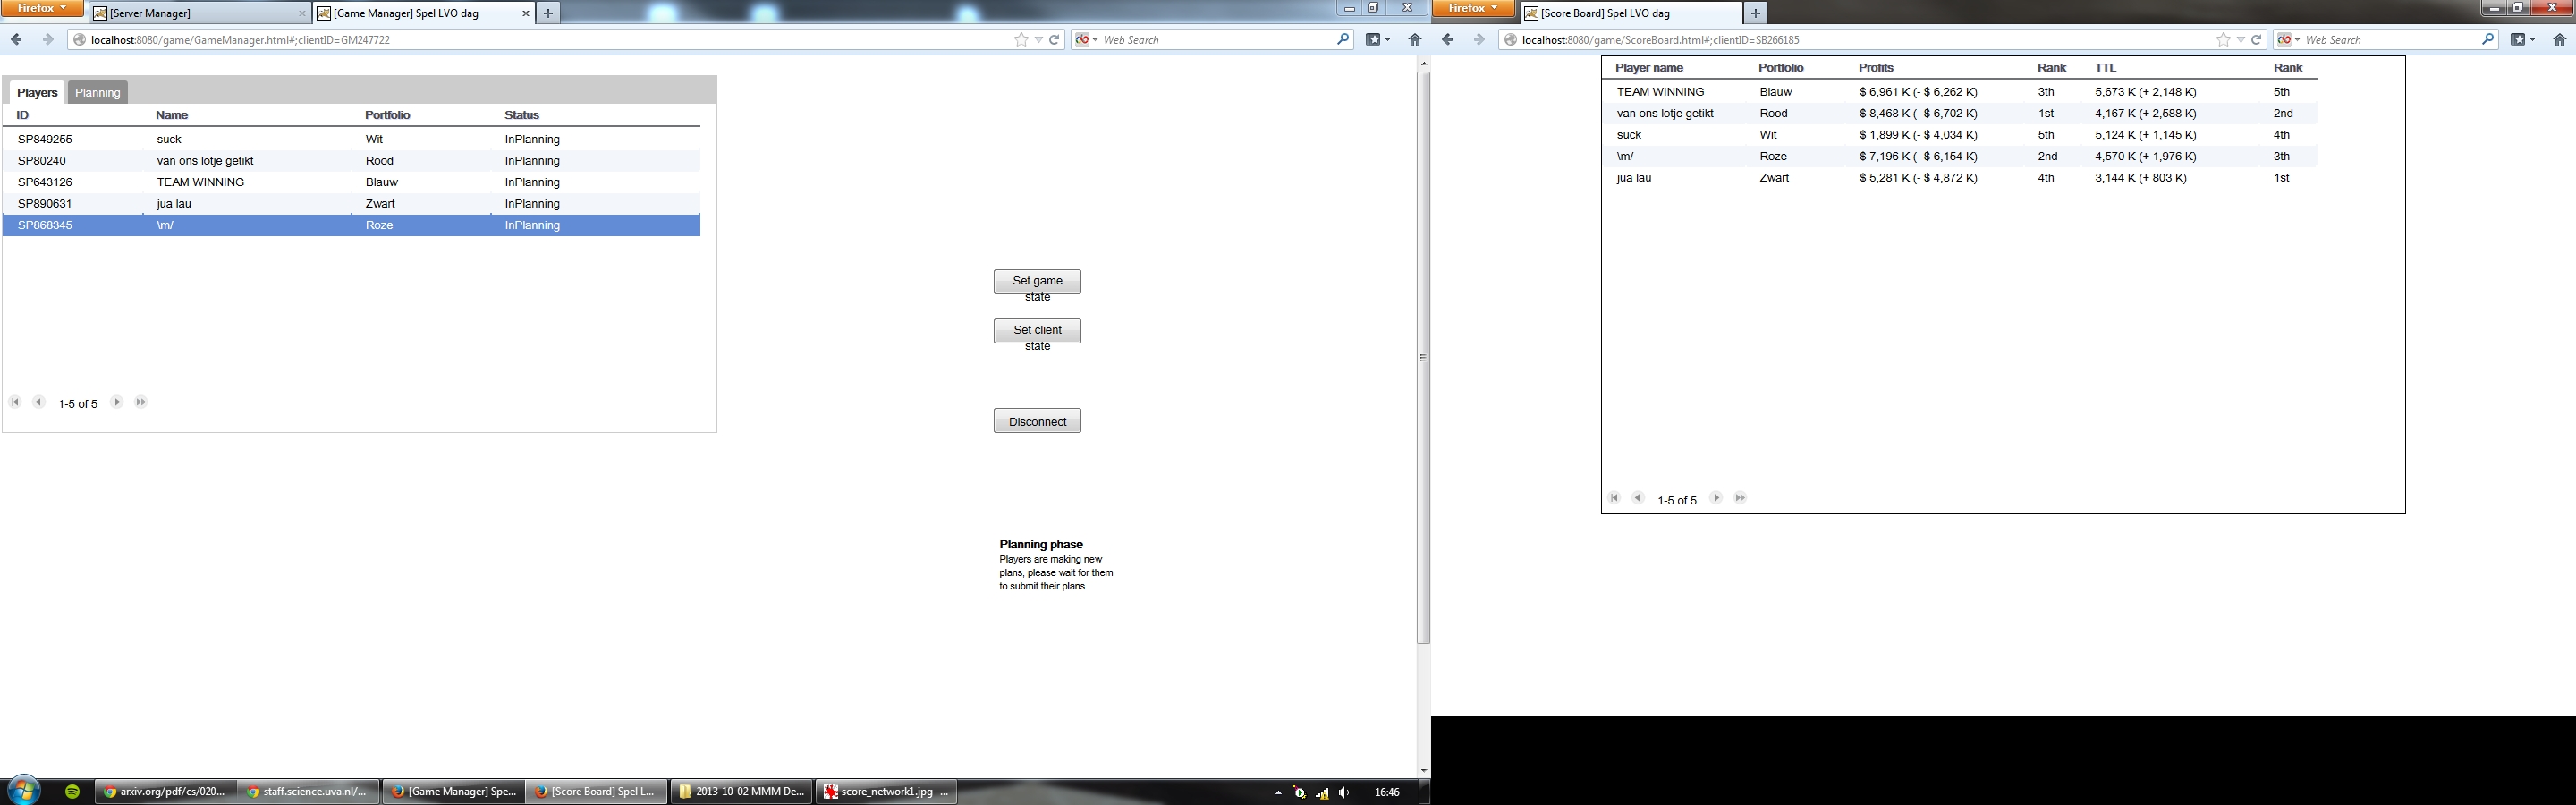 Firefox
[Server Manager]
[Game Manager] Spel LVO dag
localhost:8080/game/GameManager.html#;clientID=GM247722
Web Search
Players Planning
ID Name Portfolio Status
SP849255 suck Wit InPlanning
SP80240 van ons lotje getikt Rood InPlanning
SP643126 TEAM WINNING Blauw InPlanning
SP890631 jua lau Zwart InPlanning
SP868345 \m/ Roze InPlanning
1-5 of 5
Set game
state
Set client
state
Disconnect
Planning phase
Players are making new
plans, please wait for them
to submit their plans.
Firefox
[Score Board] Spel LVO dag
localhost:8080/game/ScoreBoard.html#;clientID=SB266185
Web Search
Player name Portfolio Profits Rank TTL Rank
TEAM WINNING Blauw $ 6,961 K (- $ 6,262 K) 3th 5,673 K (+ 2,148 K) 5th
van ons lotje getikt Rood $ 8,468 K (- $ 6,702 K) 1st 4,167 K (+ 2,588 K) 2nd
suck Wit $ 1,899 K (- $ 4,034 K) 5th 5,124 K (+ 1,145 K) 4th
\m/ Roze $ 7,196 K (- $ 6,154 K) 2nd 4,570 K (+ 1,976 K) 3th
jua lau Zwart $ 5,281 K (- $ 4,872 K) 4th 3,144 K (+ 803 K) 1st
1-5 of 5
arxiv.org/pdf/cs/020...
staff.science.uva.nl/...
[Game Manager] Spe...
[Score Board] Spel L...
2013-10-02 MMM De...
score_network1.jpg -...
16:46